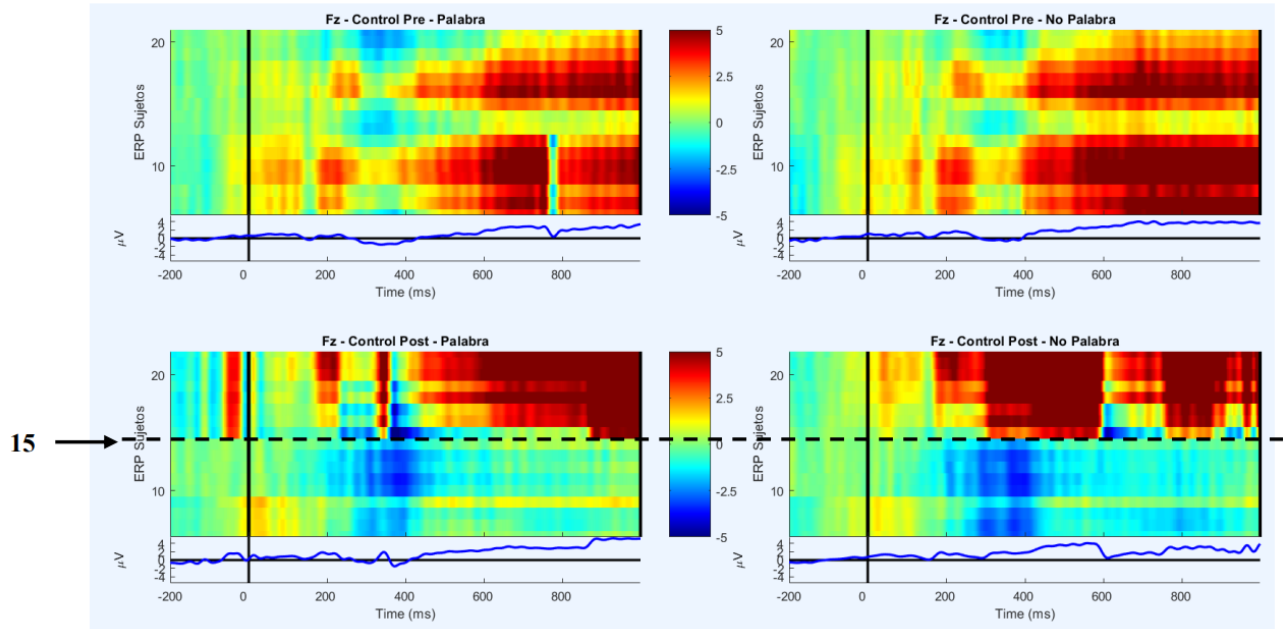 Fz - Control Pre - Palabra
20
10
ERP Sujetos
5
2.5
0
-2.5
-5
4
2
0
-2
-4
µV
-200 0 200 400 600 800
Time (ms)
Fz - Control Pre - No Palabra
20
10
ERP Sujetos
4
2
0
-2
-4
µV
-200 0 200 400 600 800
Time (ms)
15
Fz - Control Post - Palabra
20
10
ERP Sujetos
5
2.5
0
-2.5
-5
4
2
0
-2
-4
µV
-200 0 200 400 600 800
Time (ms)
Fz - Control Post - No Palabra
20
10
ERP Sujetos
4
2
0
-2
-4
µV
-200 0 200 400 600 800
Time (ms)